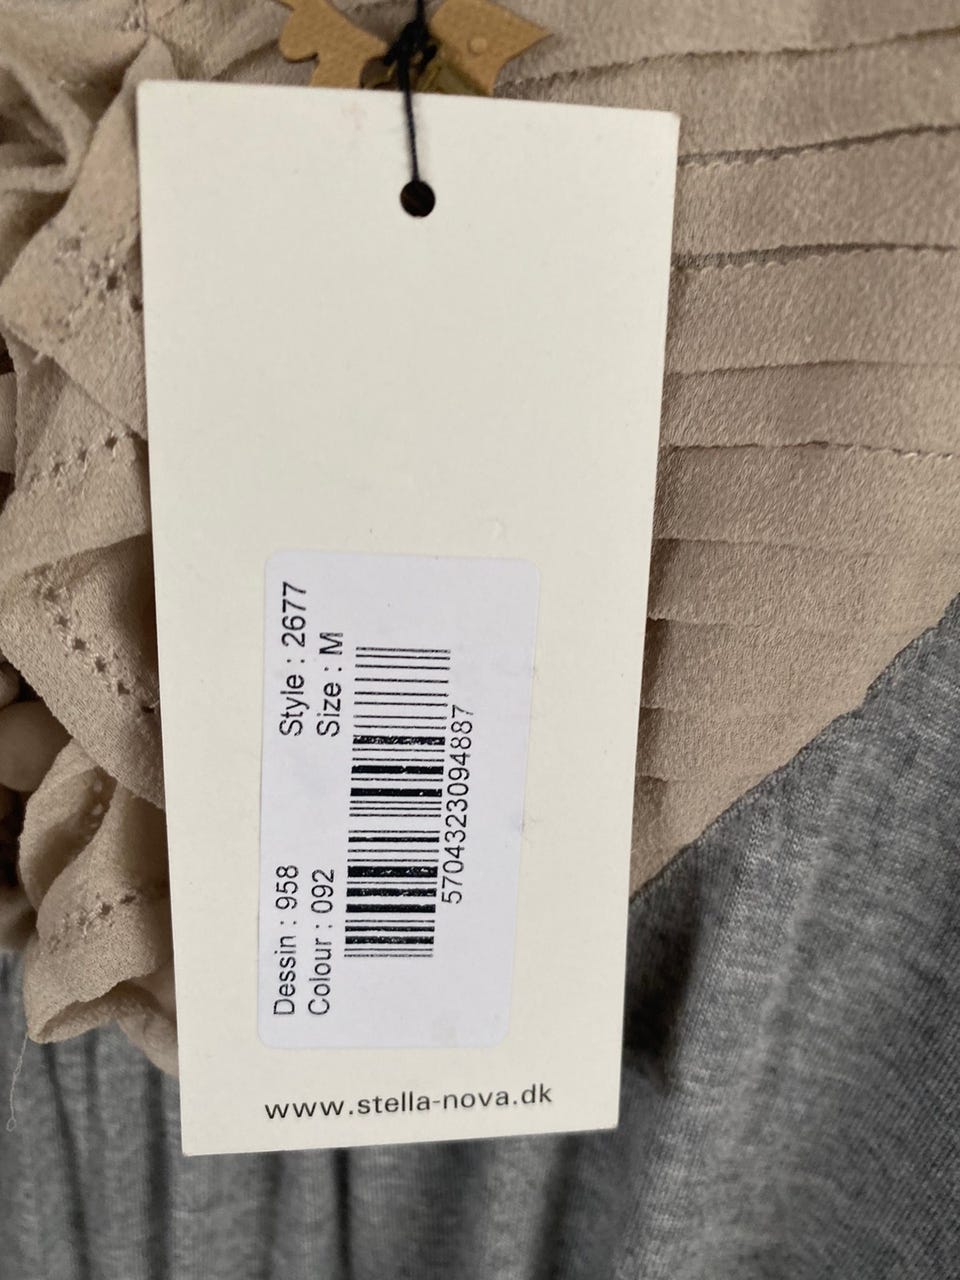 Dessin : 958 Style : 2677
Colour : 092 Size : M
5704323094887
www.stella-nova.dk